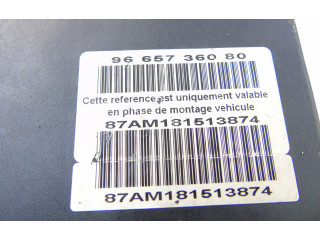 96 657 360 80
Cette reference est uniquement valable
en phase de montage vehicule
87AM181513874
87AM181513874